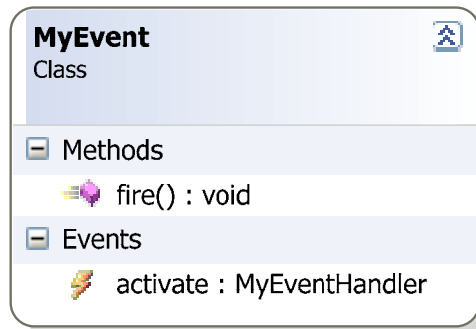 MyEvent
Class
Methods
fire() : void
Events
activate : MyEventHandler